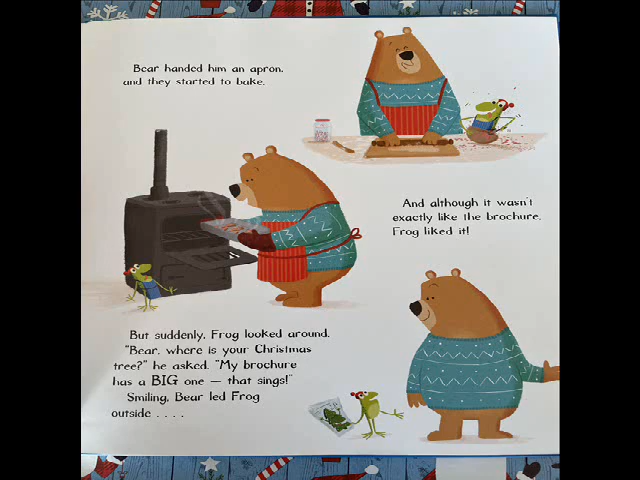 Bear handed him an apron,
and they started to bake.
And although it wasn't
exactly like the brochure,
Frog liked it!
But suddenly, Frog looked around.
"Bear, where is your Christmas
tree?" he asked. "My brochure
has a BIG one — that sings!"
Smiling, Bear led Frog
outside . . . .